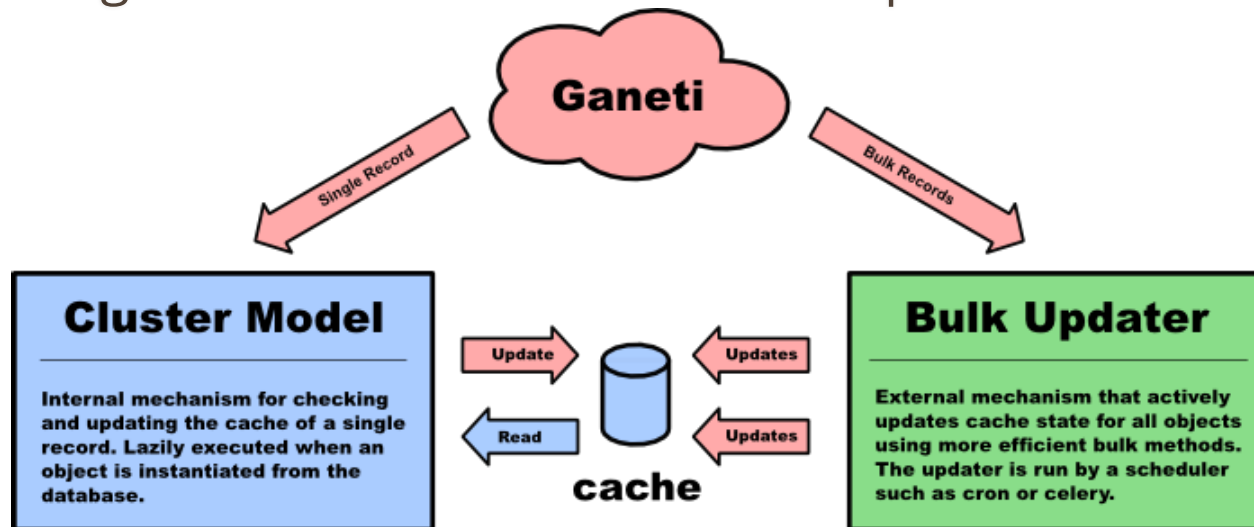 Ganeti
Single Record
Bulk Records
Cluster Model
Internal mechanism for checking
and updating the cache of a single
record. Lazily executed when an
object is instantiated from the
database.
Update
Read
Updates
Updates
cache
Bulk Updater
External mechanism that actively
updates cache state for all objects
using more efficient bulk methods.
The updater is run by a scheduler
such as cron or celery.